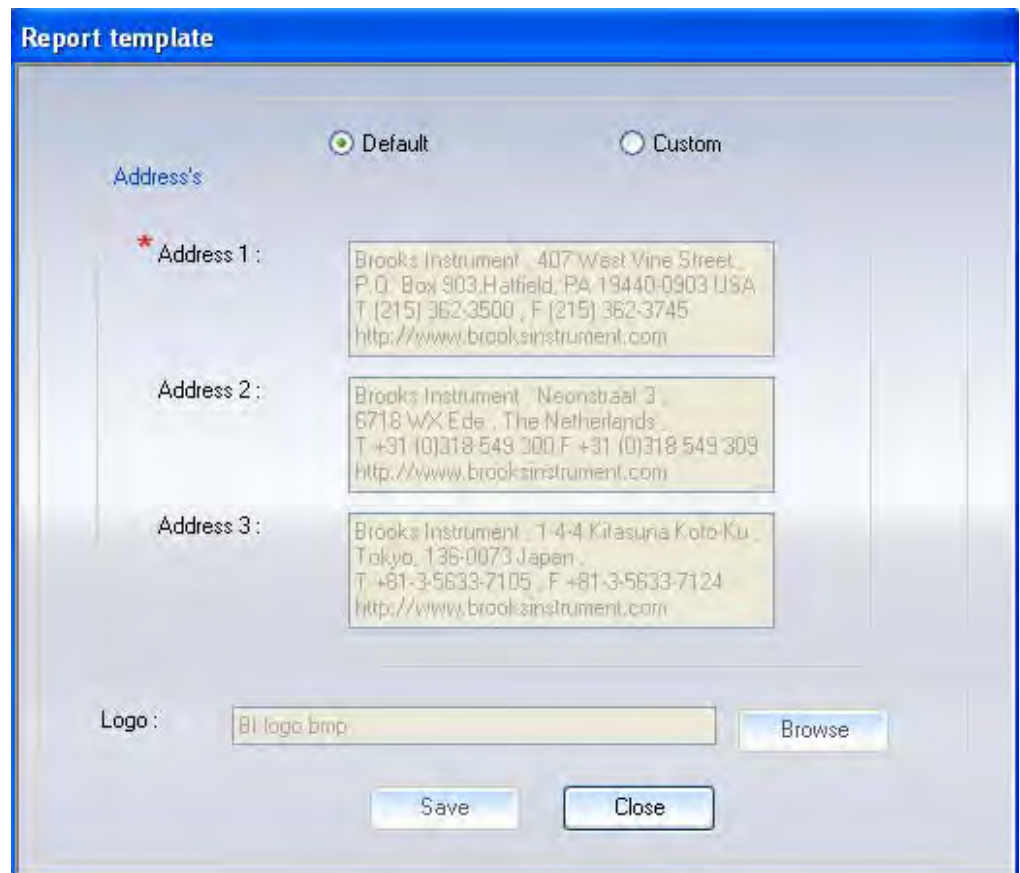 Report template
Default
Custom
Address's
* Address 1 :
Brooks Instrument , 407 West Vine Street ,
P.O. Box 903,Hatfield, PA 19440-0903 USA
T (215) 362-3500 , F (215) 362-3745
http://www.brooksinstrument.com
Address 2 :
Brooks Instrument , Neonstraal 3 ,
6718 WX Ede , The Netherlands ,
T +31 (0)318 549 300,F +31 (0)318 549 309
http://www.brooksinstrument.com
Address 3 :
Brooks Instrument , 1-4-4 Kitasuna Koto-Ku ,
Tokyo, 136-0073 Japan ,
T +81-3-5633-7105 , F +81-3-5633-7124
http://www.brooksinstrument.com
Logo :
BI logo.bmp
Browse
Save
Close